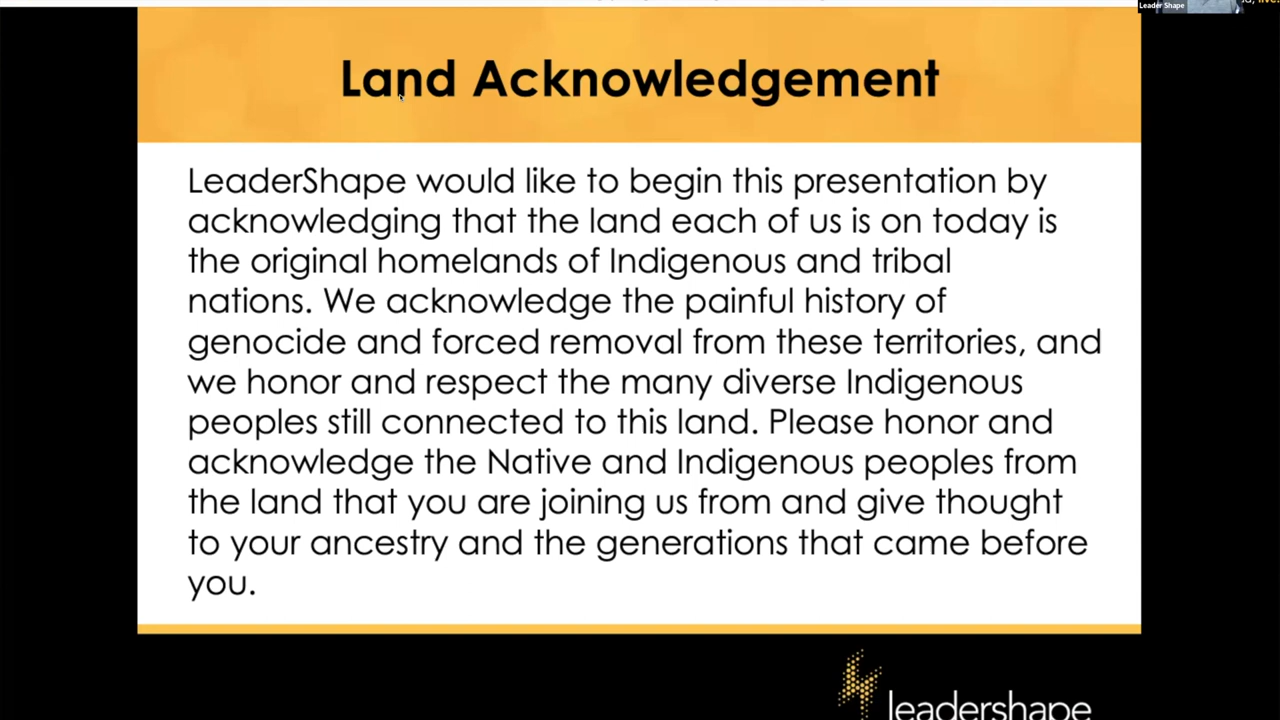 Leader Shape
live!
Land Acknowledgement
LeaderShape would like to begin this presentation by
acknowledging that the land each of us is on today is
the original homelands of Indigenous and tribal
nations. We acknowledge the painful history of
genocide and forced removal from these territories, and
we honor and respect the many diverse Indigenous
peoples still connected to this land. Please honor and
acknowledge the Native and Indigenous peoples from
the land that you are joining us from and give thought
to your ancestry and the generations that came before
you.
leadershape